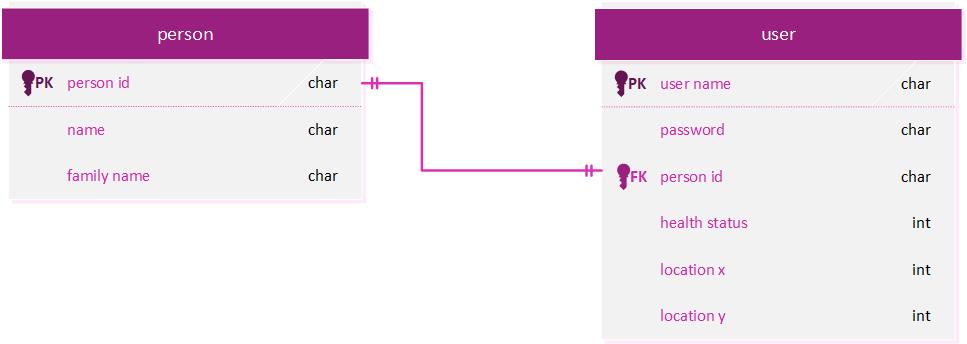 person
PK person id char
name char
family name char
user
PK user name char
password char
FK person id char
health status int
location x int
location y int